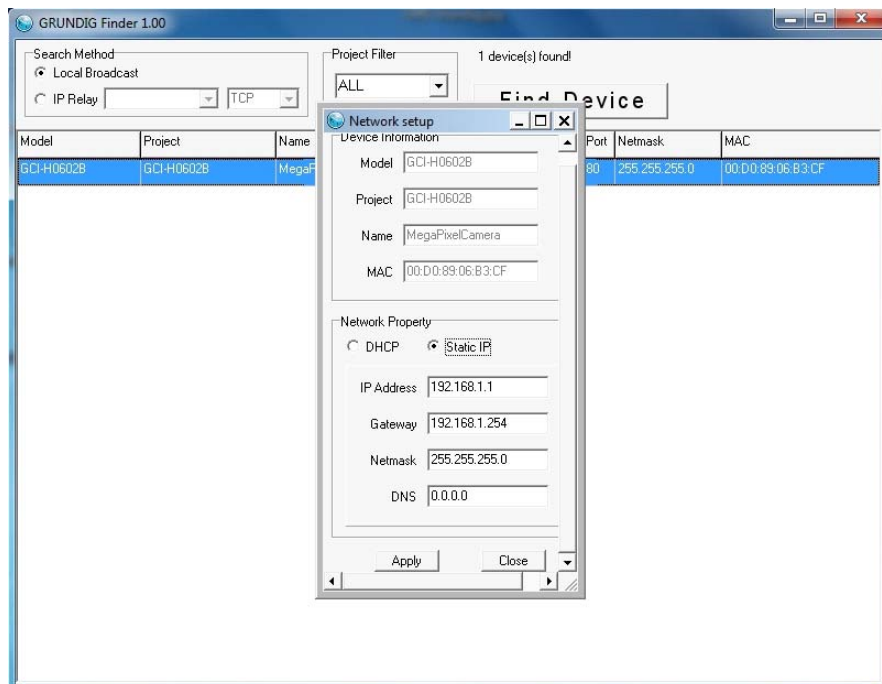 GRUNDIG Finder 1.00
Search Method
Local Broadcast
IP Relay TCP
Project Filter
ALL
1 device(s) found!
Find Device
Model Project Name Port Netmask MAC
GCI-H0602B GCI-H0602B MegaP 80 255.255.255.0 00:D0:89:06:B3:CF
Network setup
Device Information
Model GCI-H0602B
Project GCI-H0602B
Name MegaPixelCamera
MAC 00:D0:89:06:B3:CF
Network Property
DHCP Static IP
IP Address 192.168.1.1
Gateway 192.168.1.254
Netmask 255.255.255.0
DNS 0.0.0.0
Apply Close